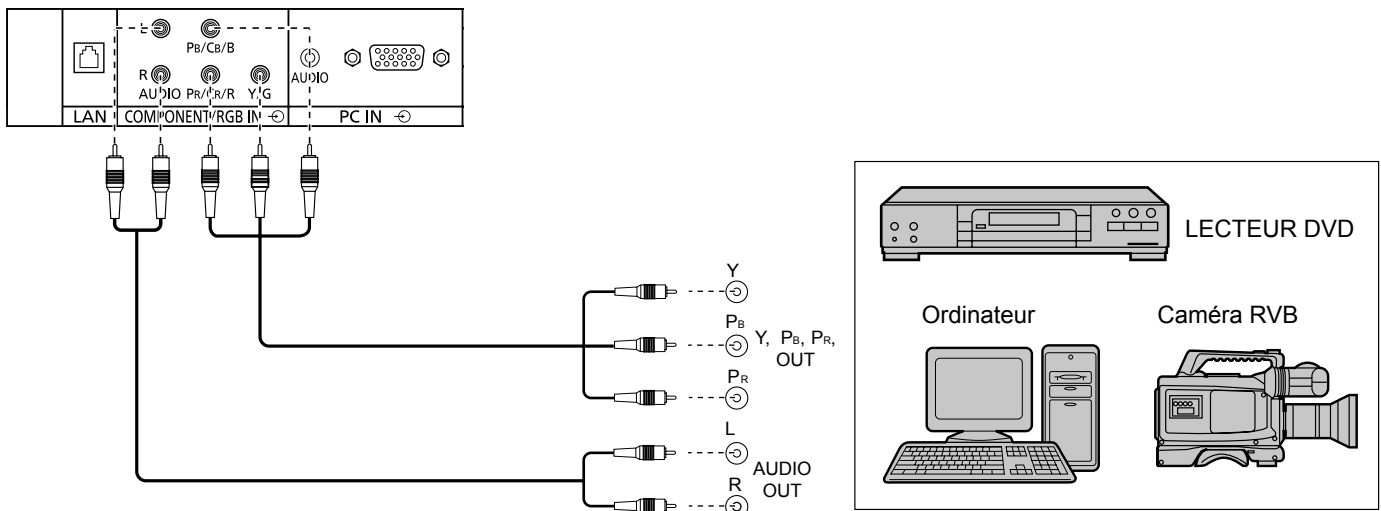 L
PB/CB/B
R
AUDIO PR/CR/R Y/G
AUDIO
LAN COMPONENT/RGB IN PC IN
Y
PB
Y, PB, PR,
OUT
PR
L
AUDIO
R OUT
LECTEUR DVD
Ordinateur Caméra RVB